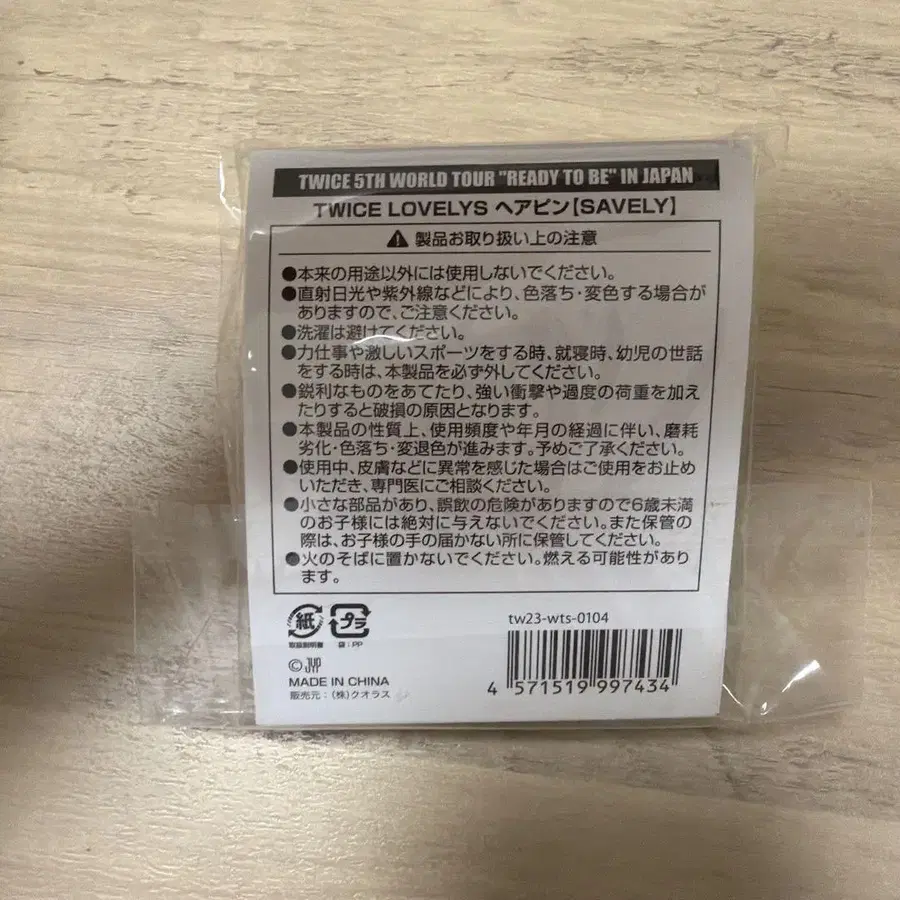 TWICE 5TH WORLD TOUR "READY TO BE" IN JAPAN
TWICE LOVELYS ヘアピン【SAVELY】
製品お取り扱い上の注意
●本来の用途以外には使用しないでください。
●直射日光や紫外線などにより、色落ち・変色する場合が
ありますので、ご注意ください。
●洗濯は避けてください。
●力仕事や激しいスポーツをする時、就寝時、幼児の世話
をする時は、本製品を必ず外してください。
●鋭利なものをあてたり、強い衝撃や過度の荷重を加え
たりすると破損の原因となります。
●本製品の性質上、使用頻度や年月の経過に伴い、磨耗
劣化・色落ち・変退色が進みます。予めご了承ください。
●使用中、皮膚などに異常を感じた場合はご使用をお止め
いただき、専門医にご相談ください。
●小さな部品があり、誤飲の危険がありますので6歳未満
のお子様には絶対に与えないでください。また保管の
際は、お子様の手の届かない所に保管してください。
●火のそばに置かないでください。燃える可能性があり
ます。
紙 プラ
取扱説明書 袋:PP
tw23-wts-0104
©JYP
MADE IN CHINA
販売元:(株)クオラス
4 571519 997434